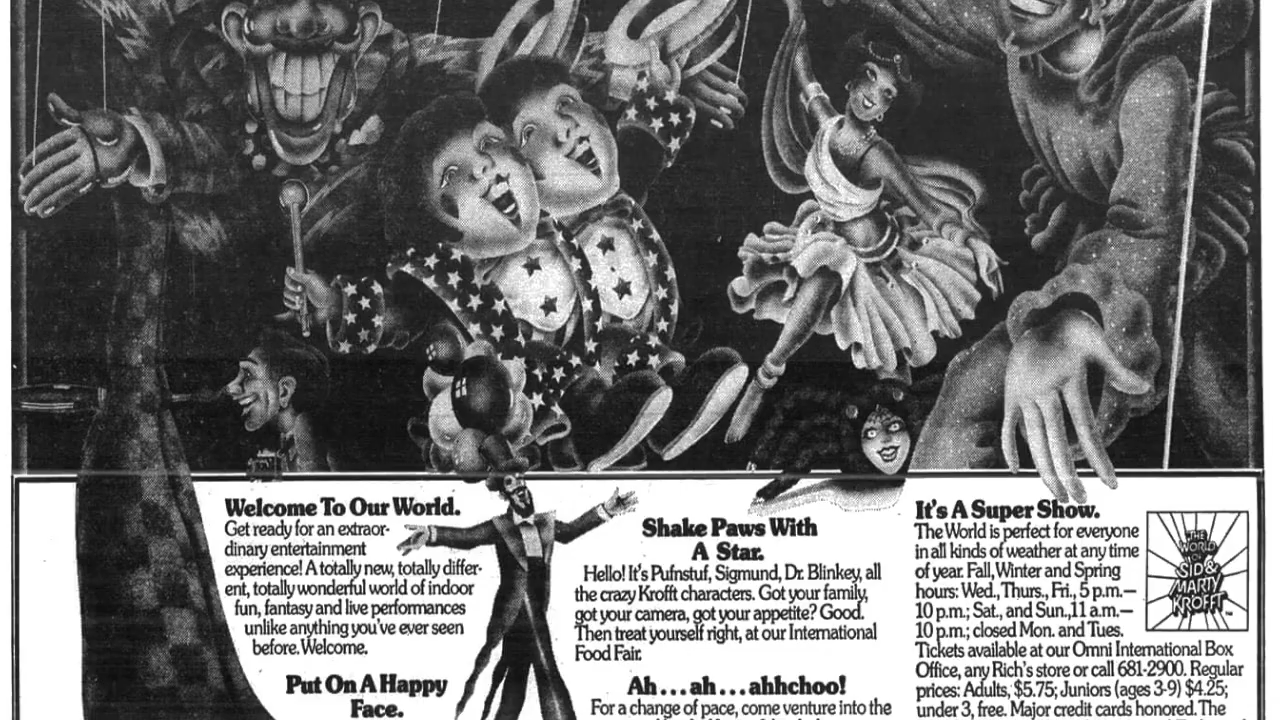 Welcome To Our World.
Get ready for an extraor-
dinary entertainment
experience! A totally new, totally differ-
ent, totally wonderful world of indoor
fun, fantasy and live performances
unlike anything you've ever seen
before. Welcome.
Put On A Happy
Face.
Shake Paws With
A Star.
Hello! It's Pufnstuf, Sigmund, Dr. Blinkey, all
the crazy Krofft characters. Got your family,
got your camera, got your appetite? Good.
Then treat yourself right, at our International
Food Fair.
Ah...ah...ahhchoo!
For a change of pace, come venture into the
It's A Super Show.
The World is perfect for everyone
in all kinds of weather at any time
of year. Fall, Winter and Spring
hours: Wed., Thurs., Fri., 5 p.m.—
10 p.m.; Sat., and Sun., 11 a.m.—
10 p.m.; closed Mon. and Tues.
Tickets available at our Omni International Box
Office, any Rich's store or call 681-2900. Regular
prices: Adults, $5.75; Juniors (ages 3-9) $4.25;
under 3, free. Major credit cards honored. The
THE
WORLD
OF
SID &
MARTY
KROFFT